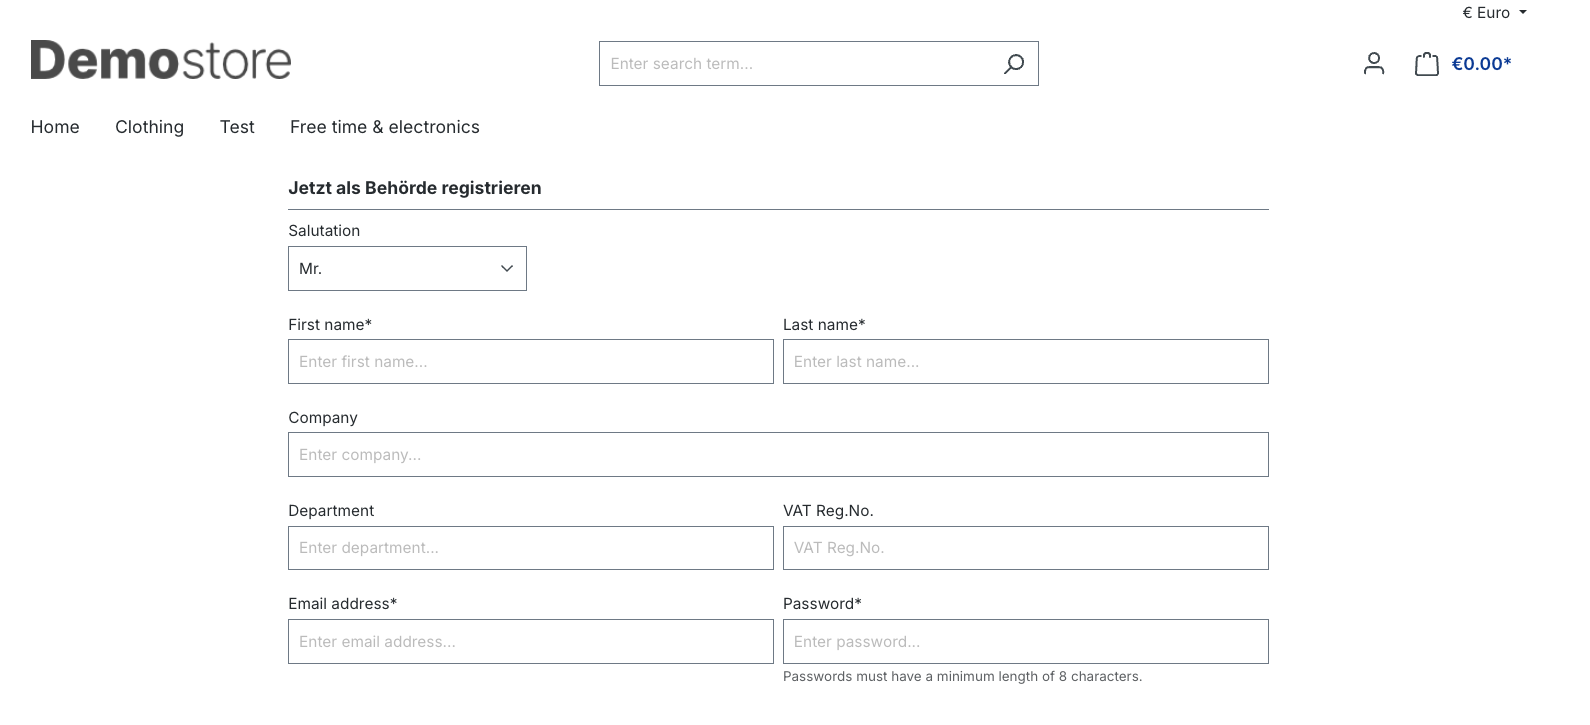 € Euro
Demostore
Enter search term...
€0.00*
Home Clothing Test Free time & electronics
Jetzt als Behörde registrieren
Salutation
Mr.
First name* Last name*
Enter first name... Enter last name...
Company
Enter company...
Department VAT Reg.No.
Enter department... VAT Reg.No.
Email address* Password*
Enter email address... Enter password...
Passwords must have a minimum length of 8 characters.